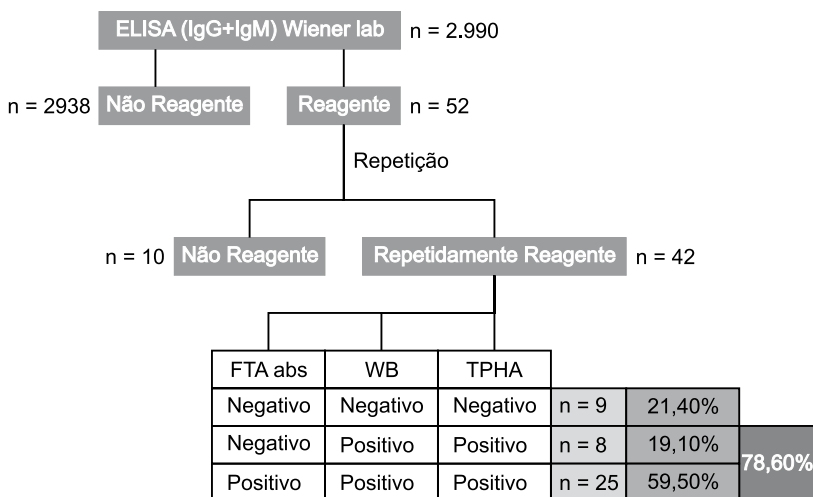 ELISA (IgG+IgM) Wiener lab n = 2.990
n = 2938 Não Reagente Reagente n = 52
Repetição
n = 10 Não Reagente Repetidamente Reagente n = 42
FTA abs WB TPHA
Negativo Negativo Negativo n = 9 21,40%
Negativo Positivo Positivo n = 8 19,10%
78,60%
Positivo Positivo Positivo n = 25 59,50%